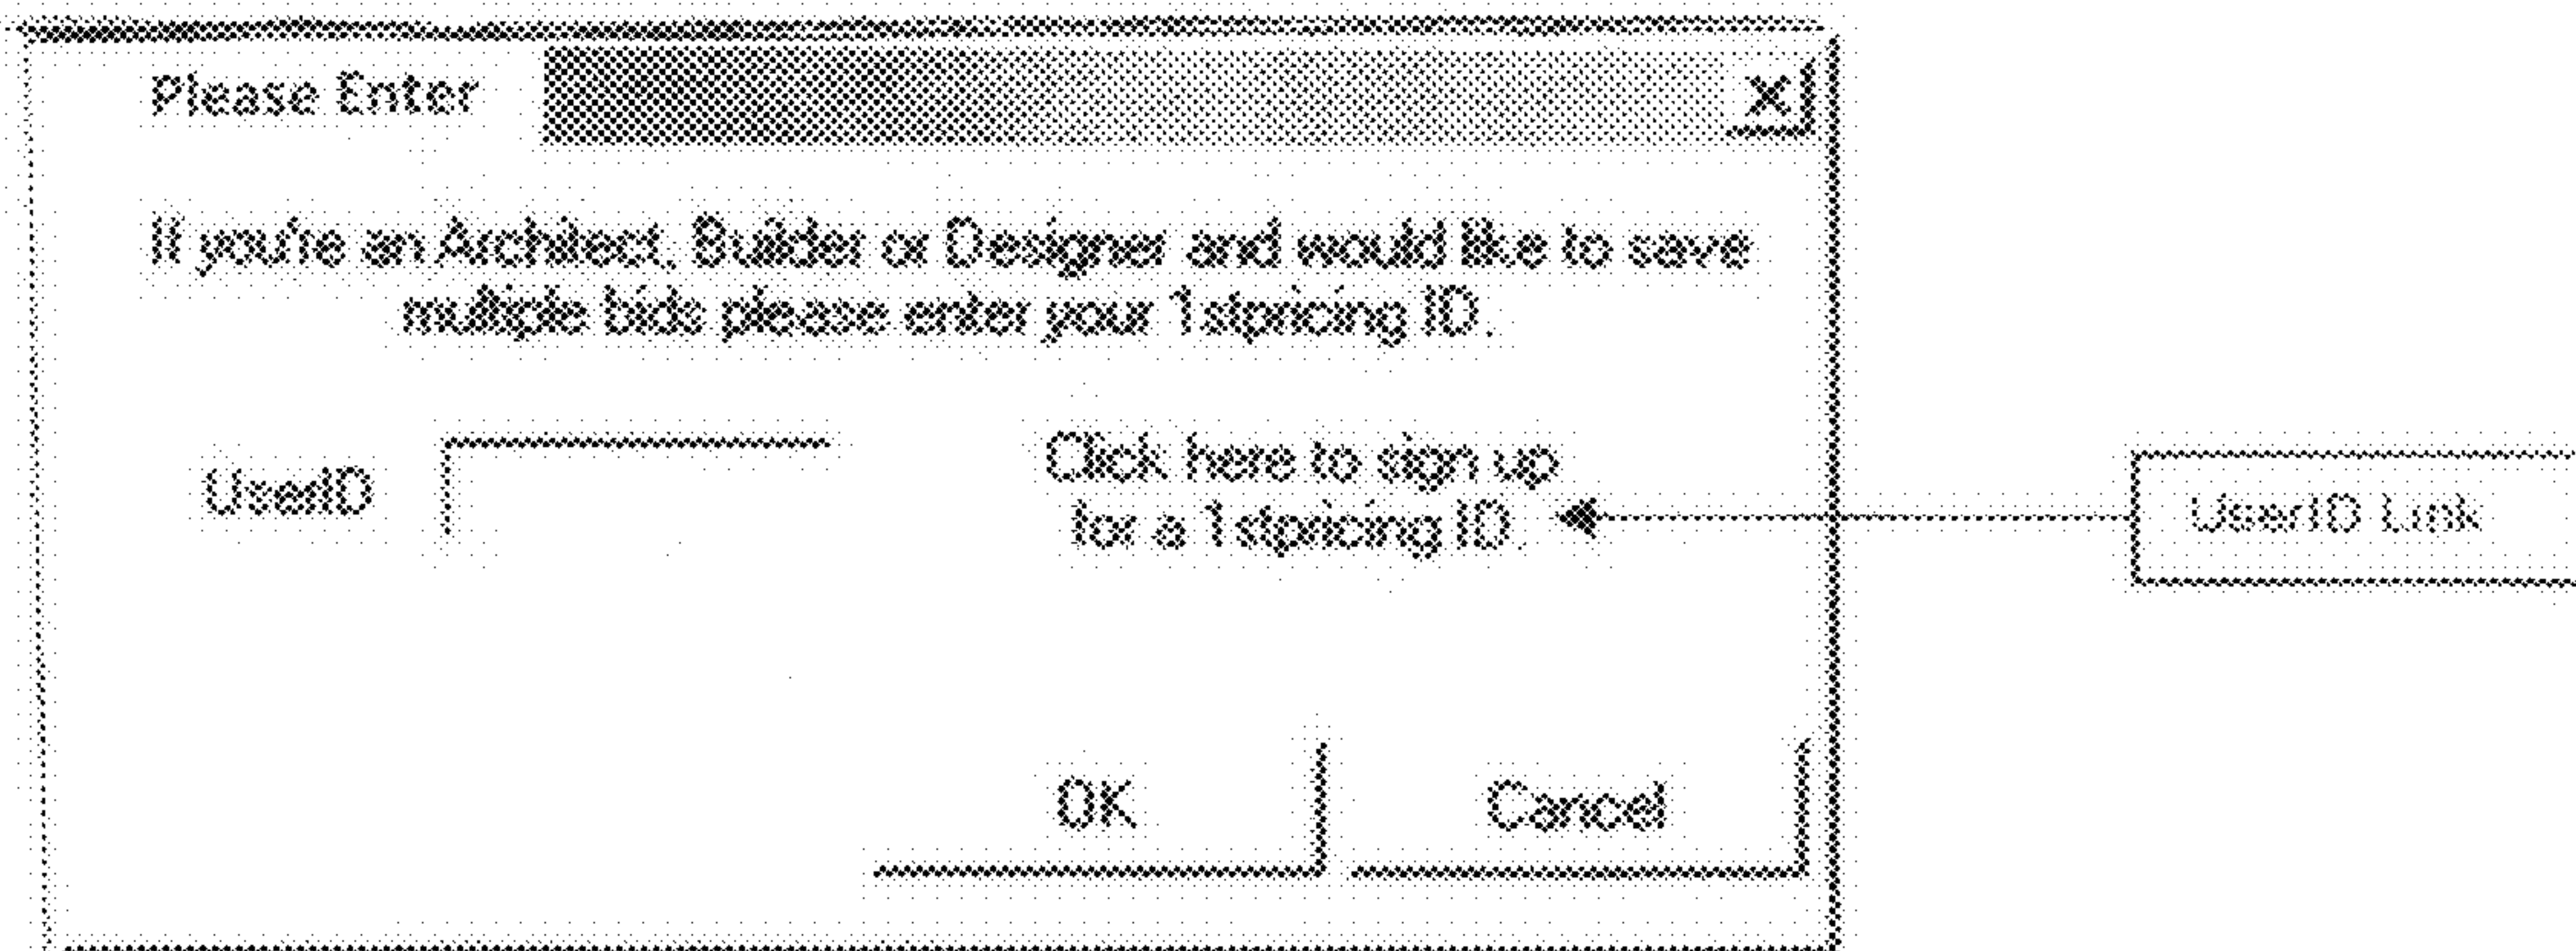 Please Enter
If you're an Architect, Builder or Designer and would like to save
multiple bids please enter your 1stpricing ID.
UserID
Click here to sign up
for a 1stpricing ID.
UserID Link
OK
Cancel